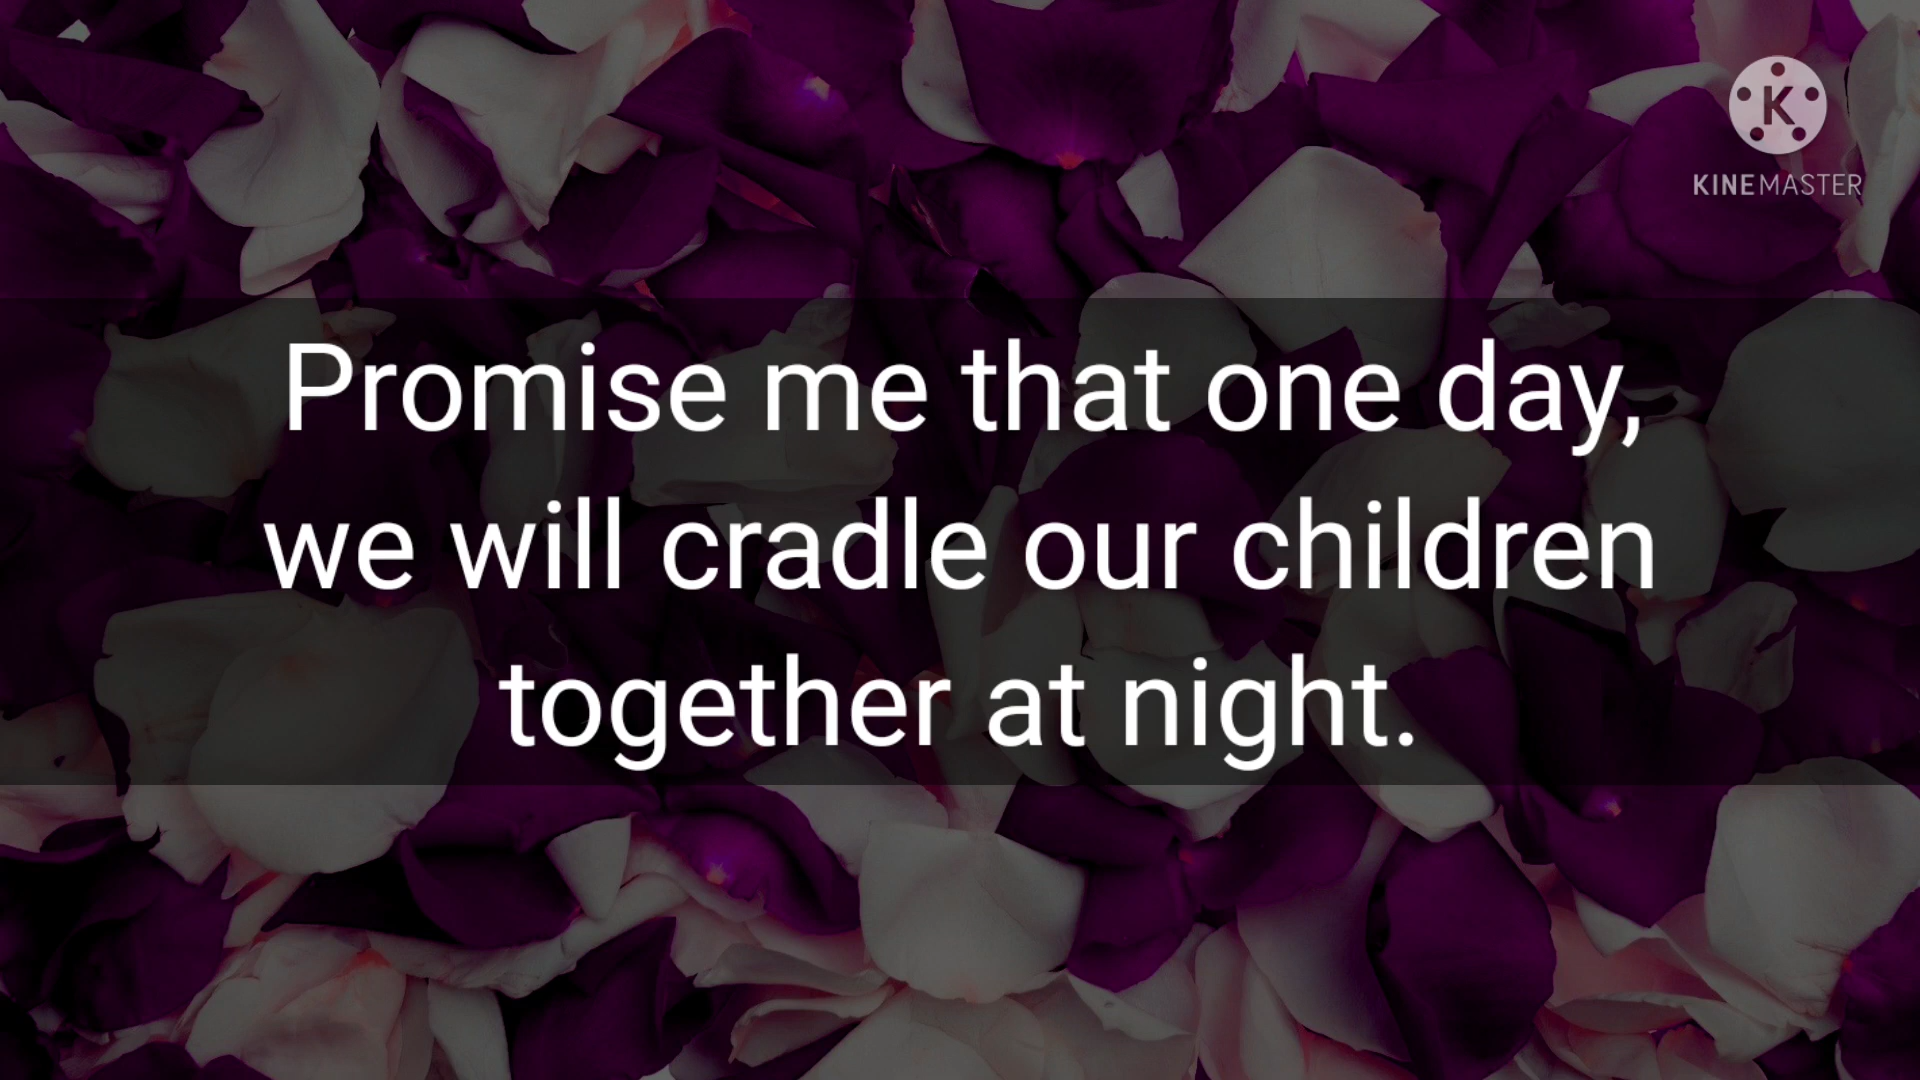 K
KINEMASTER
Promise me that one day,
we will cradle our children
together at night.